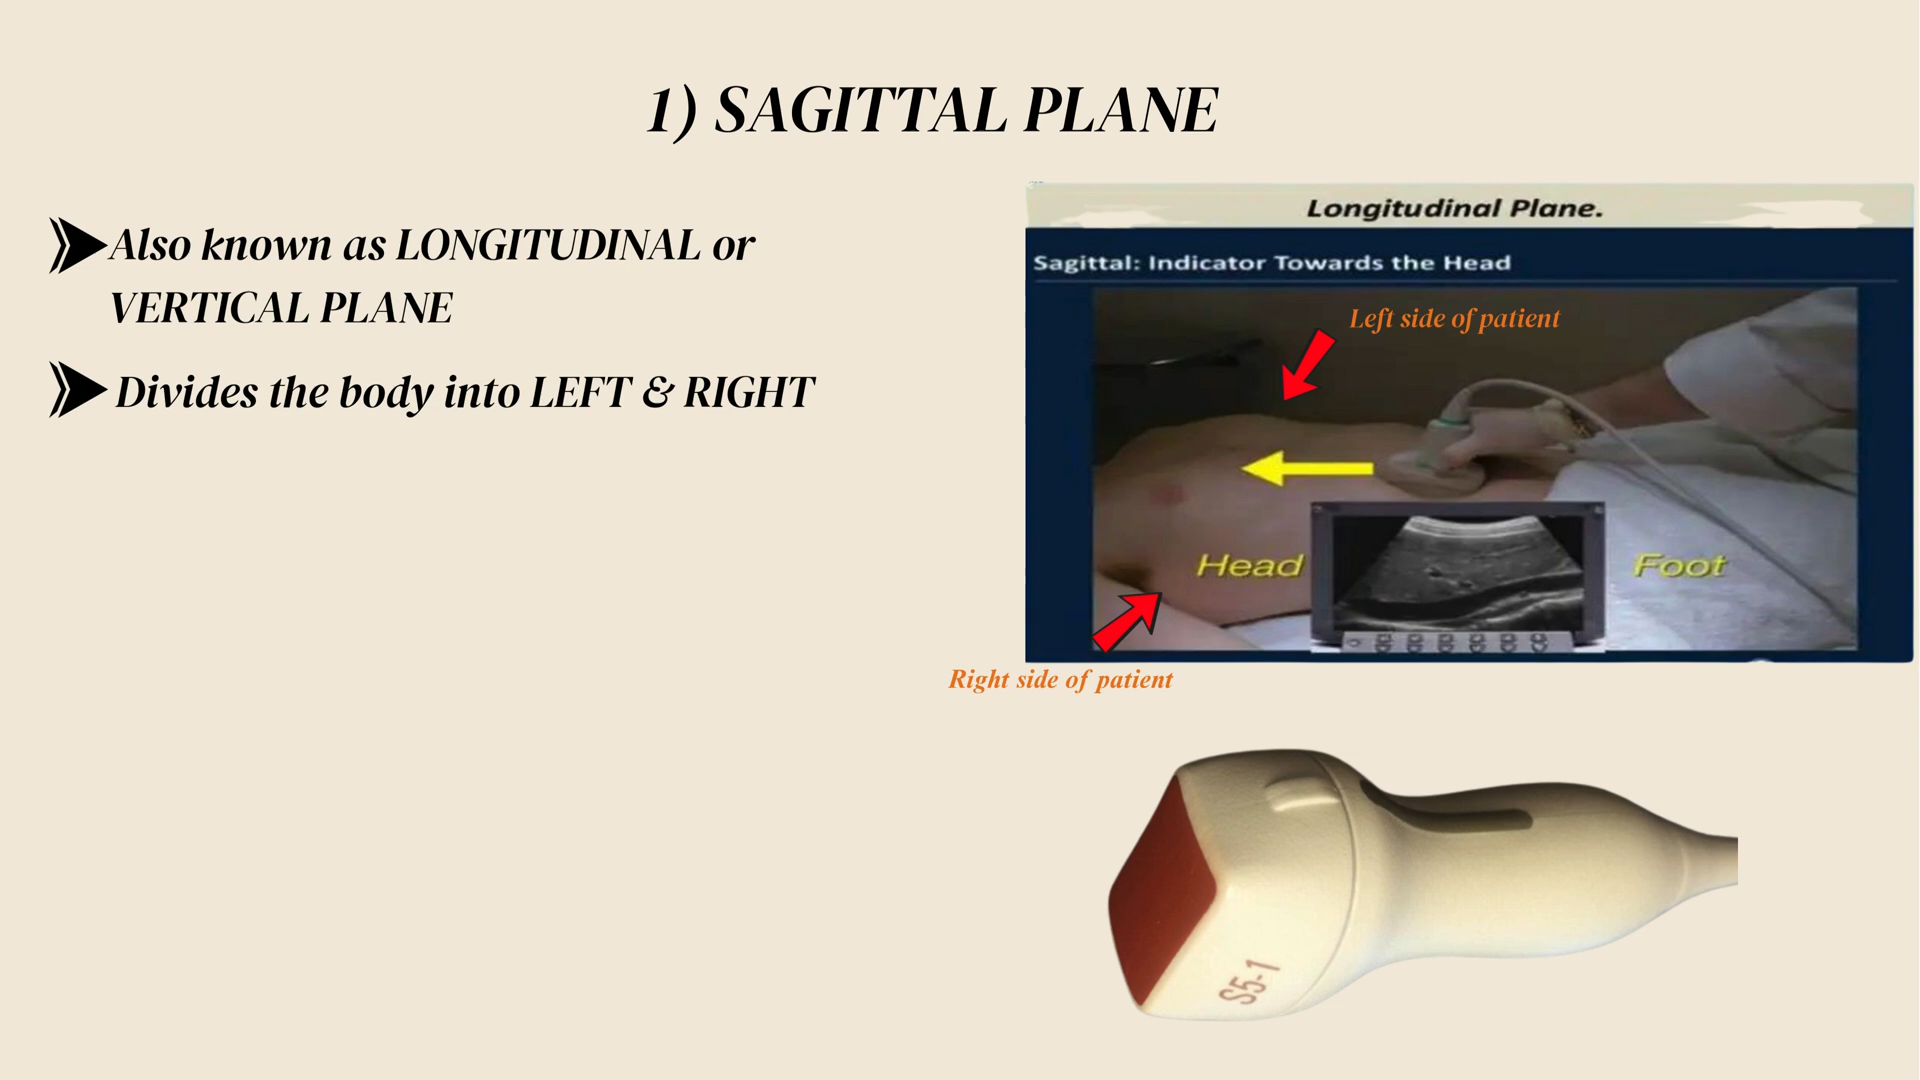 1) SAGITTAL PLANE
Also known as LONGITUDINAL or
VERTICAL PLANE
Divides the body into LEFT & RIGHT
Longitudinal Plane.
Sagittal: Indicator Towards the Head
Left side of patient
Head
Foot
Right side of patient
S5-1